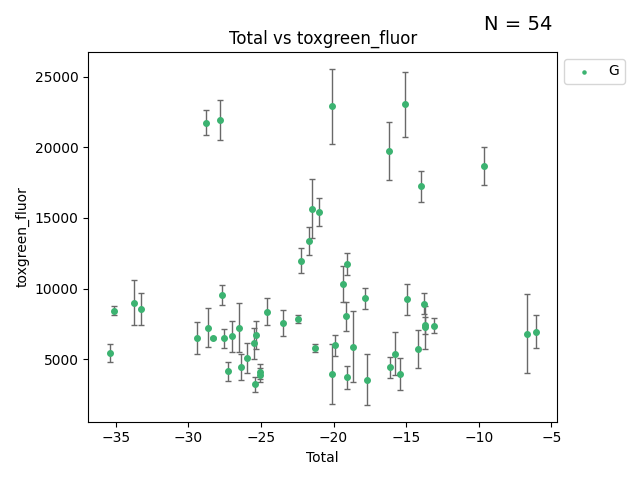 N = 54
Total vs toxgreen_fluor
G
25000
20000
15000
10000
5000
toxgreen_fluor
−35 −30 −25 −20 −15 −10 −5
Total